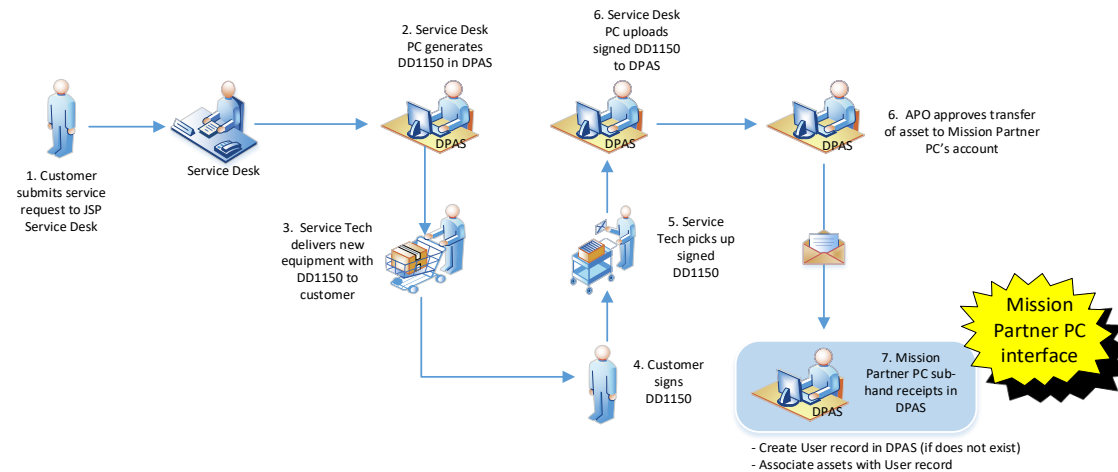 1. Customer
submits service
request to JSP
Service Desk
Service Desk
2. Service Desk
PC generates
DD1150 in DPAS
DPAS
3.  Service Tech
delivers new
equipment with
DD1150 to
customer
4. Customer
signs
DD1150
5. Service
Tech picks up
signed
DD1150
6. Service Desk
PC uploads
signed DD1150
to DPAS
DPAS
DPAS
6.  APO approves transfer
of asset to Mission Partner
PC’s account
Mission
Partner PC
interface
7. Mission
Partner PC sub-
hand receipts in
DPAS
DPAS
- Create User record in DPAS (if does not exist)
- Associate assets with User record